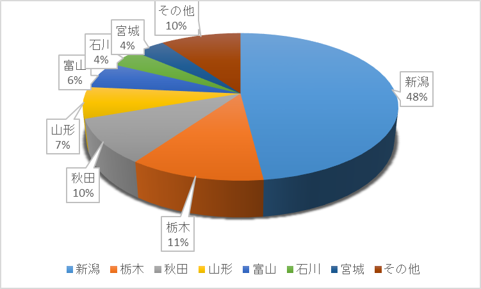 その他
10%
宮城
4%
石川
4%
富山
6%
山形
7%
秋田
10%
栃木
11%
新潟
48%
新潟 栃木 秋田 山形 富山 石川 宮城 その他